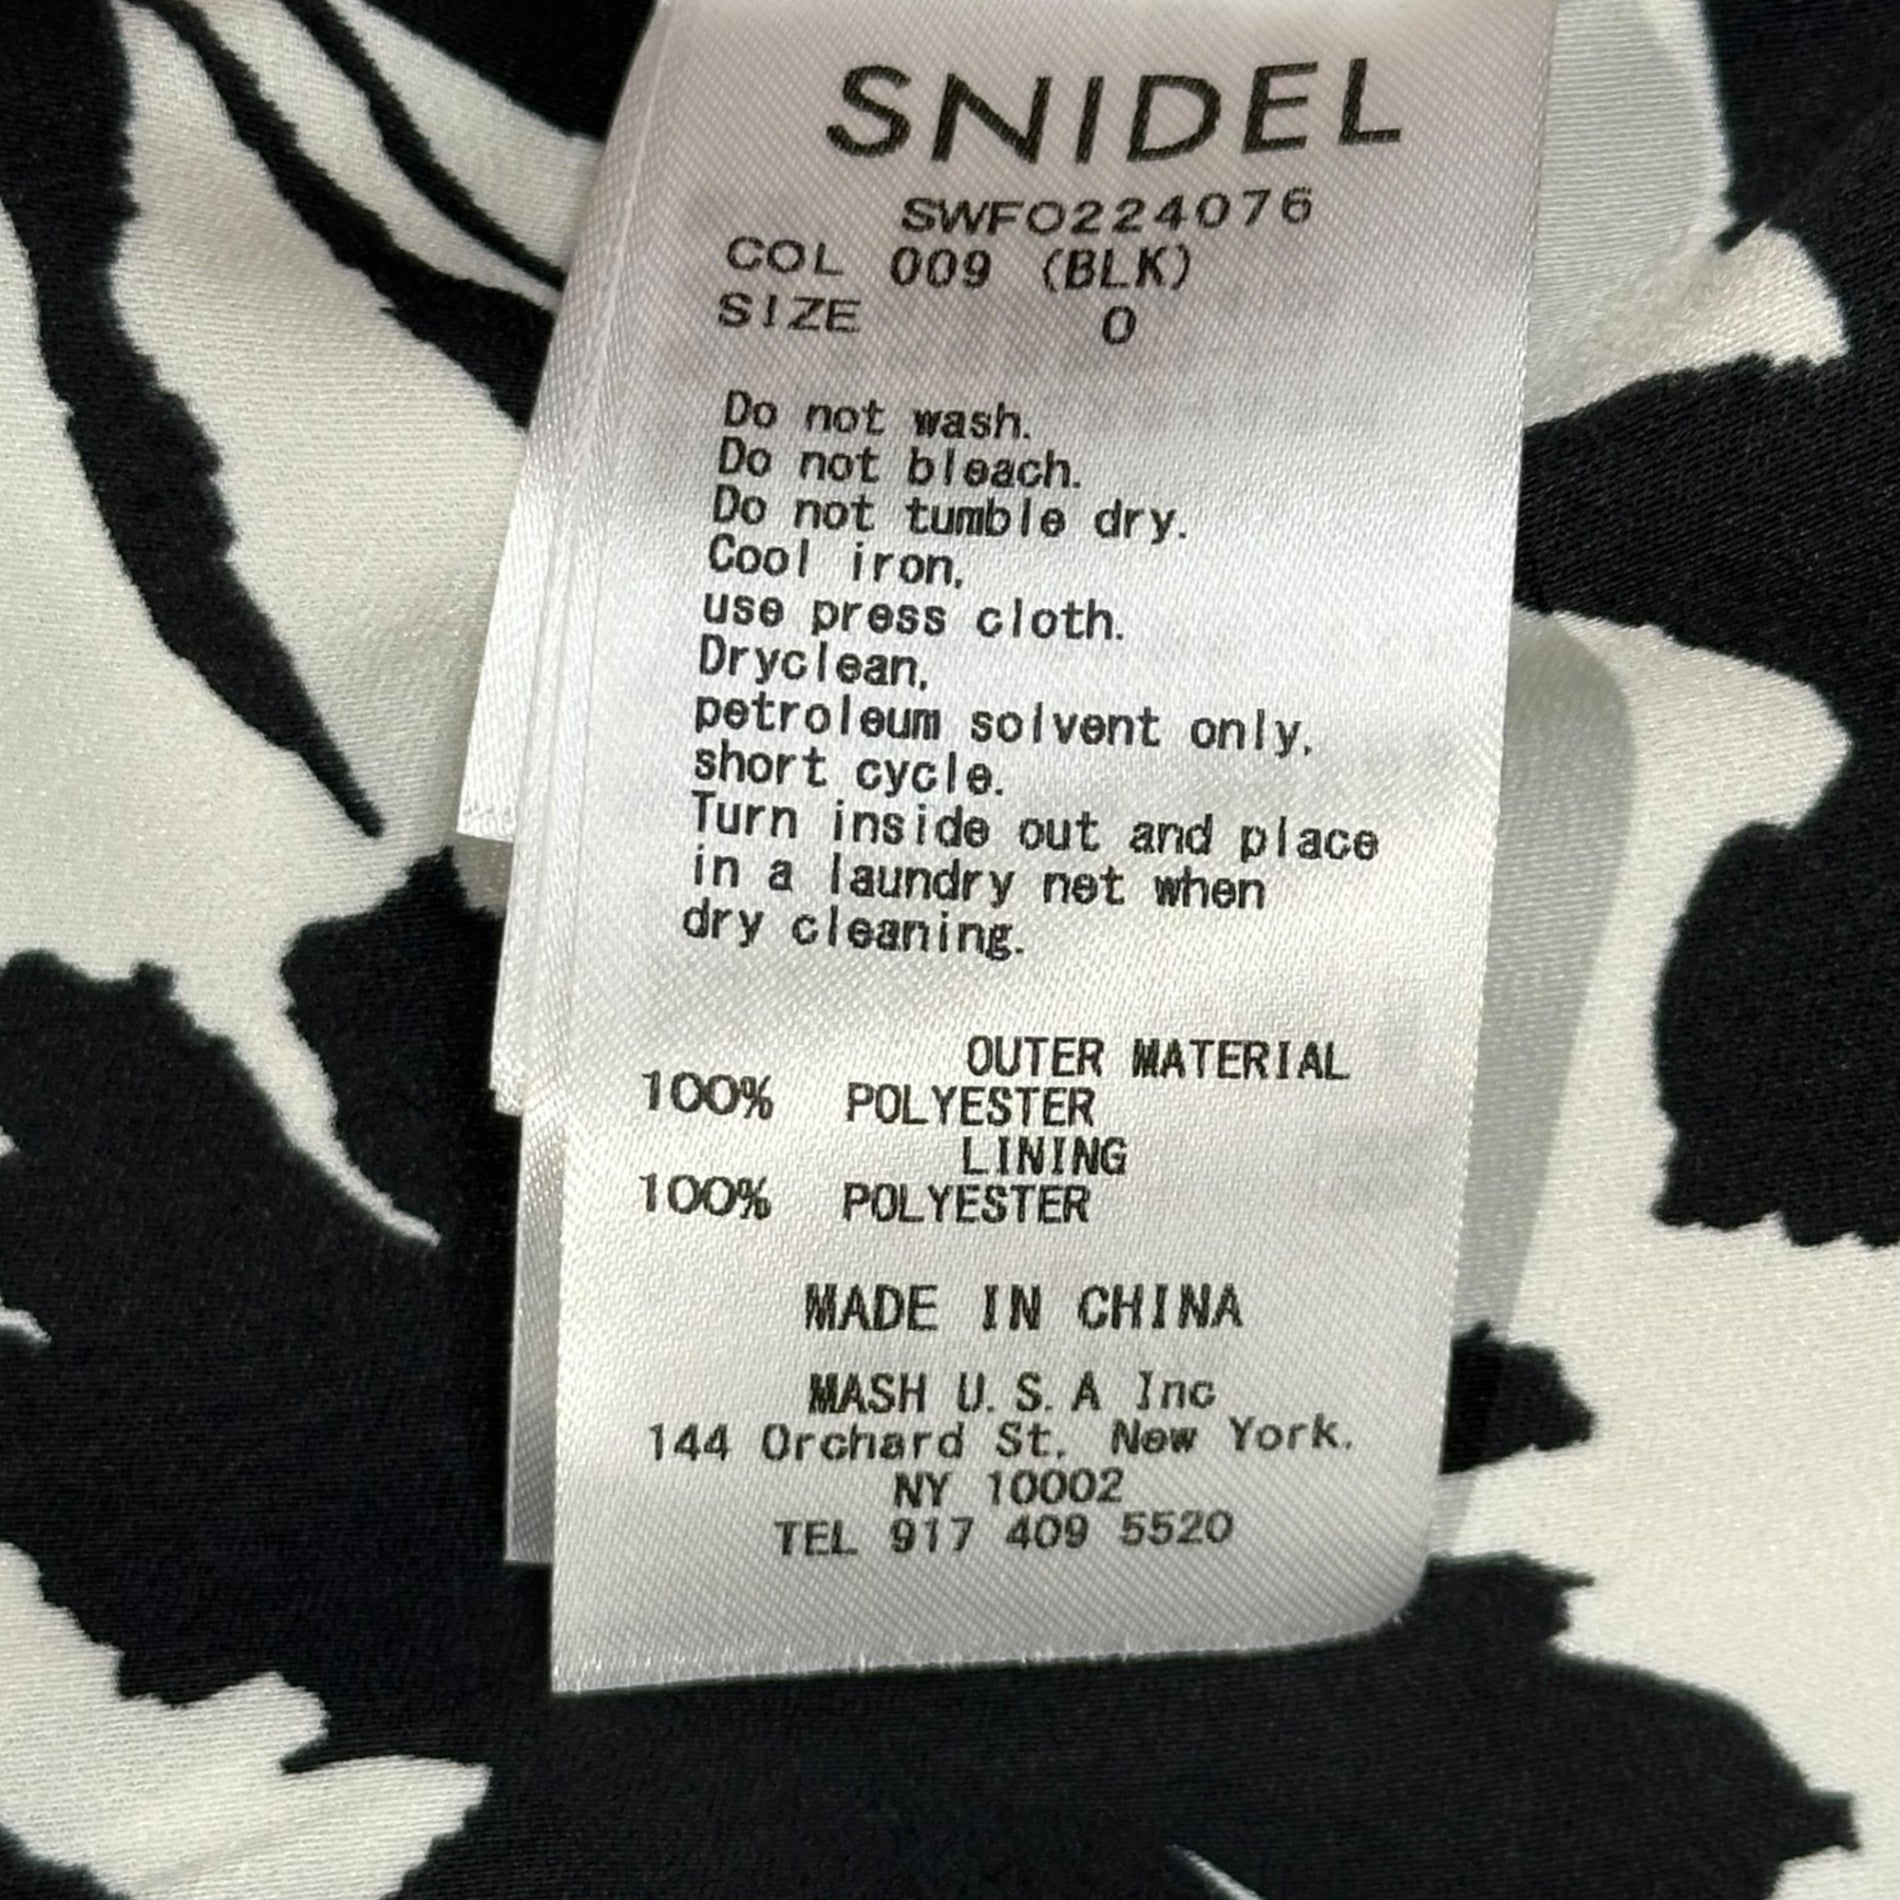 SNIDEL
SWFO224076
COL 009 (BLK)
SIZE 0
Do not wash.
Do not bleach.
Do not tumble dry.
Cool iron,
use press cloth.
Dryclean,
petroleum solvent only,
short cycle.
Turn inside out and place
in a laundry net when
dry cleaning.
OUTER MATERIAL
100% POLYESTER
LINING
100% POLYESTER
MADE IN CHINA
MASH U.S.A Inc
144 Orchard St, New York,
NY 10002
TEL 917 409 5520